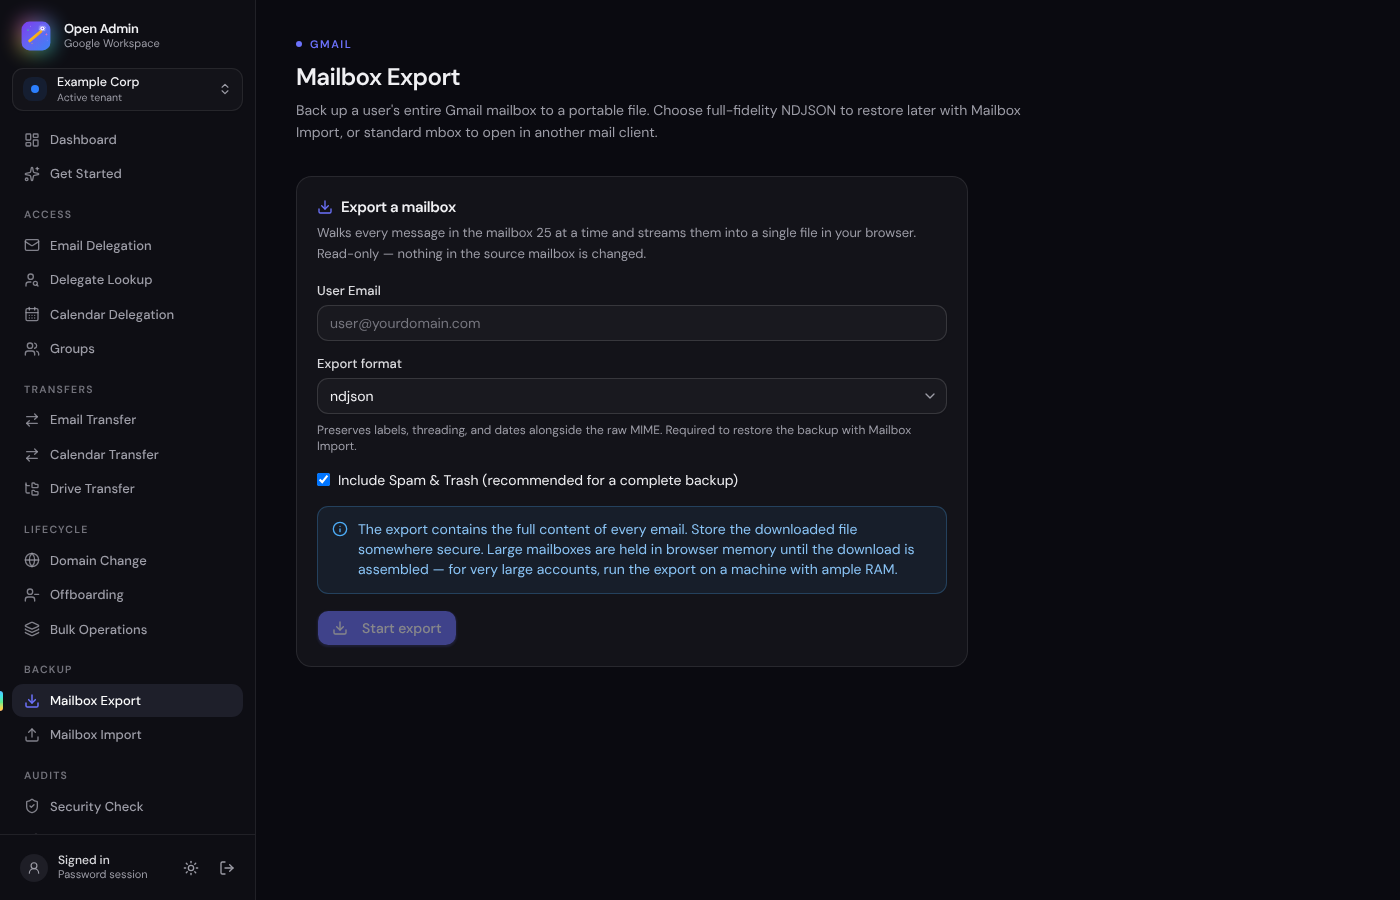 Open Admin
Google Workspace
Example Corp
Active tenant
Dashboard
Get Started
ACCESS
Email Delegation
Delegate Lookup
Calendar Delegation
Groups
TRANSFERS
Email Transfer
Calendar Transfer
Drive Transfer
LIFECYCLE
Domain Change
Offboarding
Bulk Operations
BACKUP
Mailbox Export
Mailbox Import
AUDITS
Security Check
Signed in
Password session
GMAIL
Mailbox Export
Back up a user's entire Gmail mailbox to a portable file. Choose full-fidelity NDJSON to restore later with Mailbox
Import, or standard mbox to open in another mail client.
Export a mailbox
Walks every message in the mailbox 25 at a time and streams them into a single file in your browser.
Read-only — nothing in the source mailbox is changed.
User Email
user@yourdomain.com
Export format
ndjson
Preserves labels, threading, and dates alongside the raw MIME. Required to restore the backup with Mailbox
Import.
Include Spam & Trash (recommended for a complete backup)
The export contains the full content of every email. Store the downloaded file
somewhere secure. Large mailboxes are held in browser memory until the download is
assembled — for very large accounts, run the export on a machine with ample RAM.
Start export